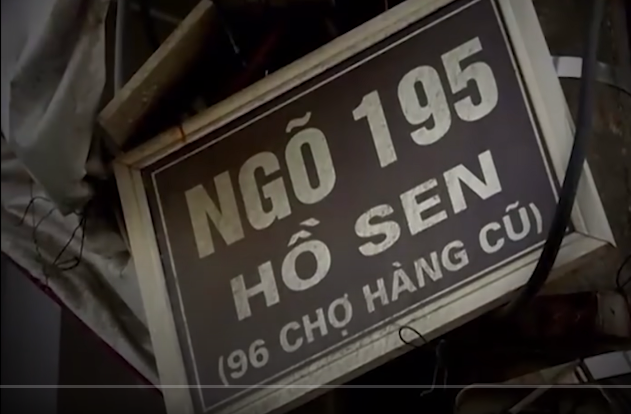 NGÕ 195
HỒ SEN
(96 CHỢ HÀNG CŨ)